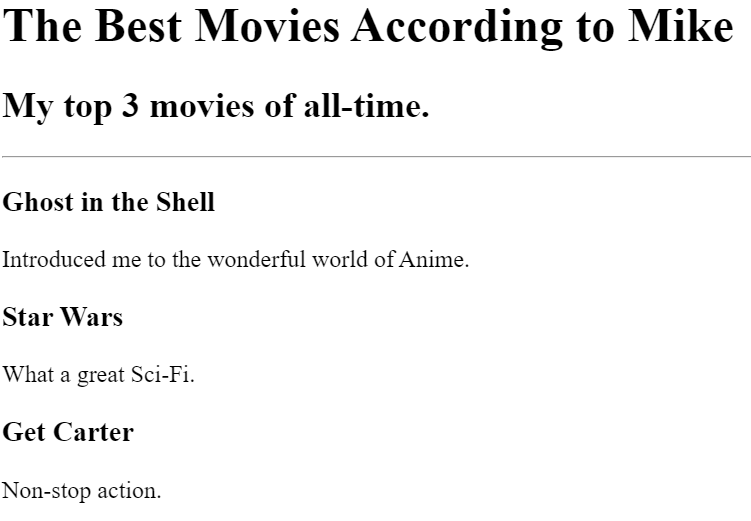 The Best Movies According to Mike
My top 3 movies of all-time.
Ghost in the Shell
Introduced me to the wonderful world of Anime.
Star Wars
What a great Sci-Fi.
Get Carter
Non-stop action.